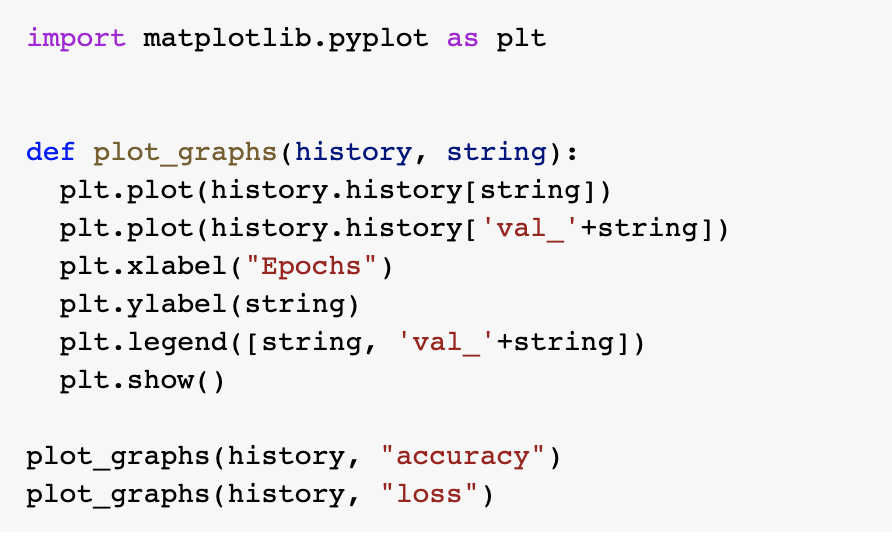 import matplotlib.pyplot as plt


def plot_graphs(history, string):
  plt.plot(history.history[string])
  plt.plot(history.history['val_'+string])
  plt.xlabel("Epochs")
  plt.ylabel(string)
  plt.legend([string, 'val_'+string])
  plt.show()

plot_graphs(history, "accuracy")
plot_graphs(history, "loss")